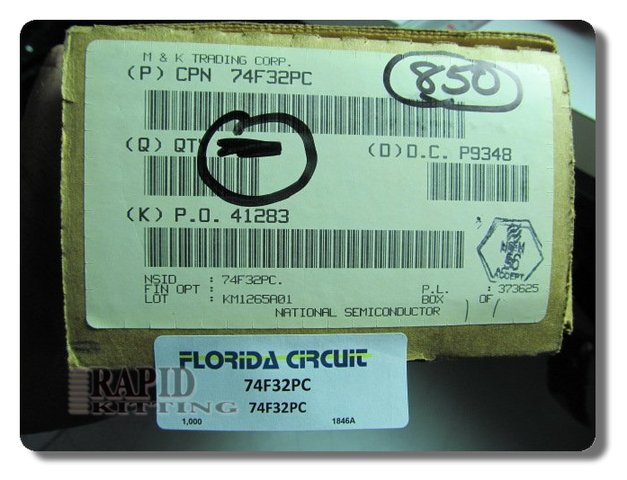 M & K TRADING CORP.
(P) CPN 74F32PC
850
(Q) QT
(D)D.C. P9348
(K) P.O. 41283
NSID : 74F32PC.
FIN OPT :
P.L. : 373625
LOT : KM1265A01
BOX OF
NATIONAL SEMICONDUCTOR
ACCEPT
FLORIDA CIRCUIT
74F32PC
74F32PC
1,000 1846A
RAPID
KITTING